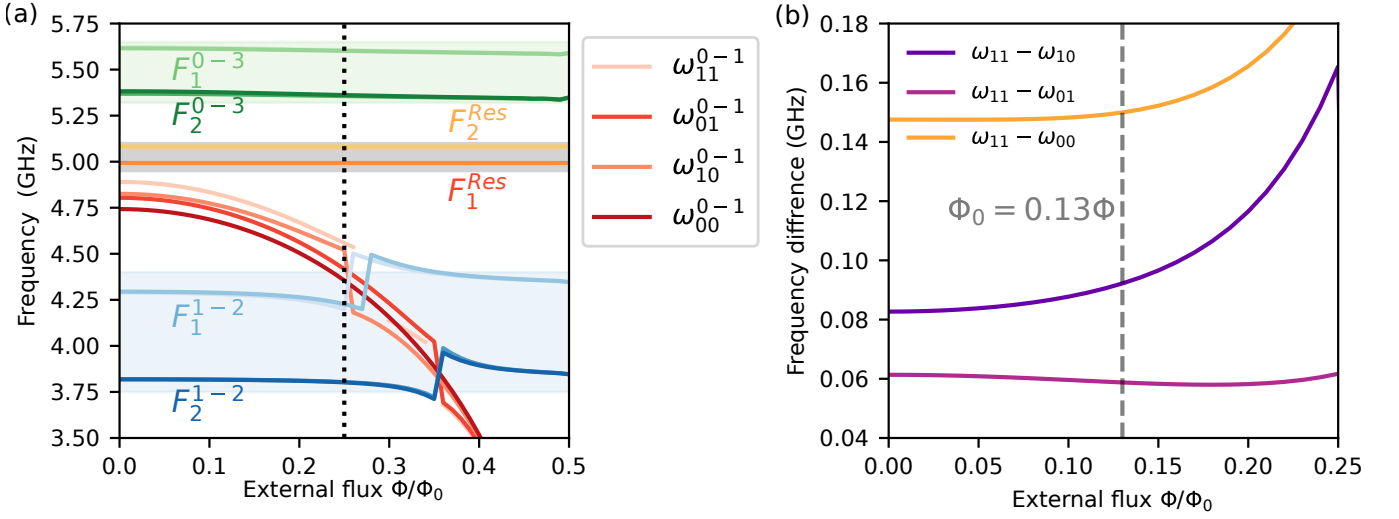 (a)
5.75
5.50
5.25
5.00
4.75
4.50
4.25
4.00
3.75
3.50
Frequency (GHz)
F_1^{0-3}
F_2^{0-3}
F_2^{Res}
F_1^{Res}
F_1^{1-2}
F_2^{1-2}
0.0 0.1 0.2 0.3 0.4 0.5
External flux Φ/Φ_0
ω_{11}^{0-1}
ω_{01}^{0-1}
ω_{10}^{0-1}
ω_{00}^{0-1}
(b)
0.18
0.16
0.14
0.12
0.10
0.08
0.06
0.04
Frequency diffrence (GHz)
ω_{11} − ω_{10}
ω_{11} − ω_{01}
ω_{11} − ω_{00}
Φ_0 = 0.13Φ
0.00 0.05 0.10 0.15 0.20 0.25
External flux Φ/Φ_0